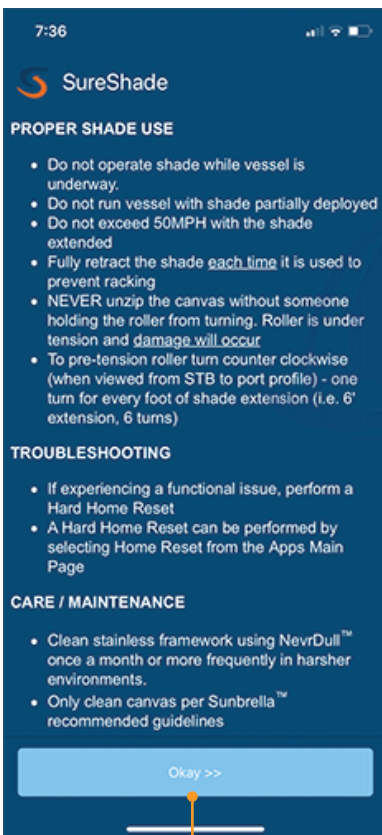 7:36
SureShade
PROPER SHADE USE
• Do not operate shade while vessel is
underway.
• Do not run vessel with shade partially deployed
• Do not exceed 50MPH with the shade
extended
• Fully retract the shade each time it is used to
prevent racking
• NEVER unzip the canvas without someone
holding the roller from turning. Roller is under
tension and damage will occur
• To pre-tension roller turn counter clockwise
(when viewed from STB to port profile) - one
turn for every foot of shade extension (i.e. 6'
extension, 6 turns)
TROUBLESHOOTING
• If experiencing a functional issue, perform a
Hard Home Reset
• A Hard Home Reset can be performed by
selecting Home Reset from the Apps Main
Page
CARE / MAINTENANCE
• Clean stainless framework using NevrDull™
once a month or more frequently in harsher
environments.
• Only clean canvas per Sunbrella™
recommended guidelines
Okay >>